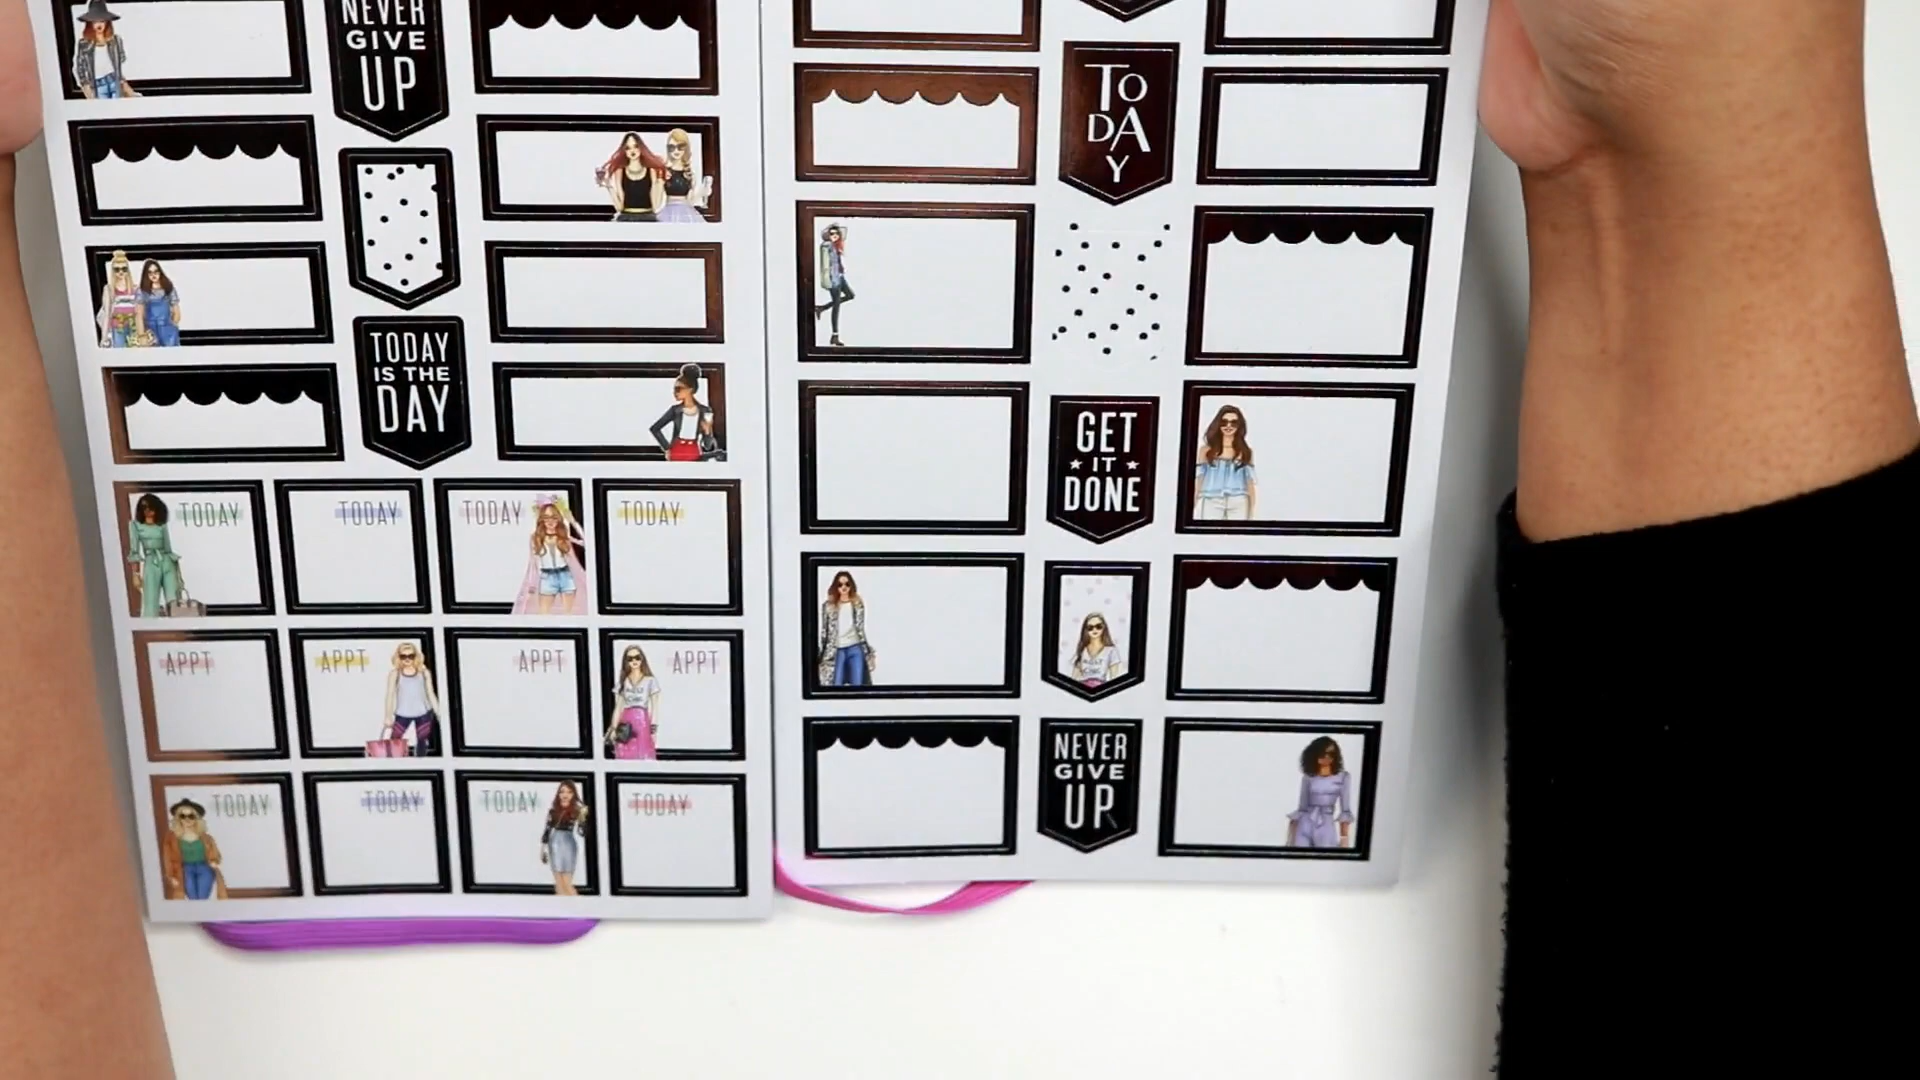 NEVER
GIVE
UP
TODAY
IS THE
DAY
TODAY
TODAY
TODAY
TODAY
APPT
APPT
APPT
APPT
TODAY
TODAY
TODAY
TODAY
TO
DA
Y
GET
IT
DONE
NEVER
GIVE
UP